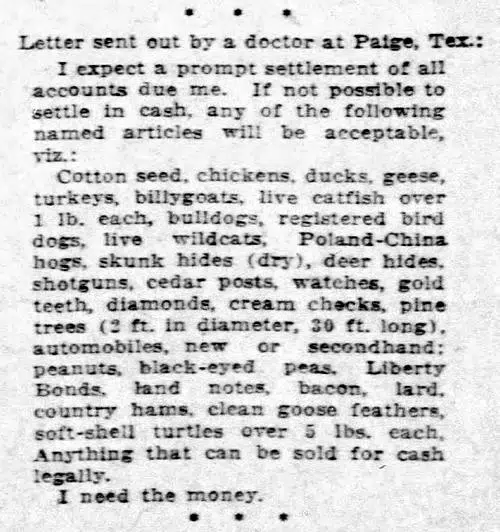 * * *
Letter sent out by a doctor at Paige, Tex.:
I expect a prompt settlement of all
accounts due me. If not possible to
settle in cash, any of the following
named articles will be acceptable,
viz.:
Cotton seed, chickens, ducks, geese,
turkeys, billygoats, live catfish over
1 lb. each, bulldogs, registered bird
dogs, live wildcats, Poland-China
hogs, skunk hides (dry), deer hides,
shotguns, cedar posts, watches, gold
teeth, diamonds, cream checks, pine
trees (2 ft. in diameter, 30 ft. long),
automobiles, new or secondhand;
peanuts, black-eyed peas, Liberty
Bonds, land notes, bacon, lard,
country hams, clean goose feathers,
soft-shell turtles over 5 lbs. each,
Anything that can be sold for cash
legally.
I need the money.
* * *